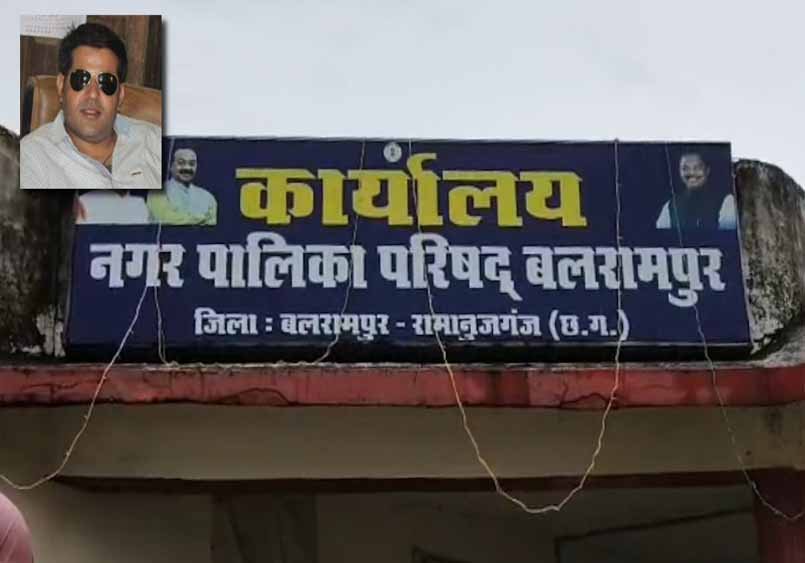 कार्यालय
नगर पालिका परिषद् बलरामपुर
जिला : बलरामपुर - रामानुजगंज (छ.ग.)